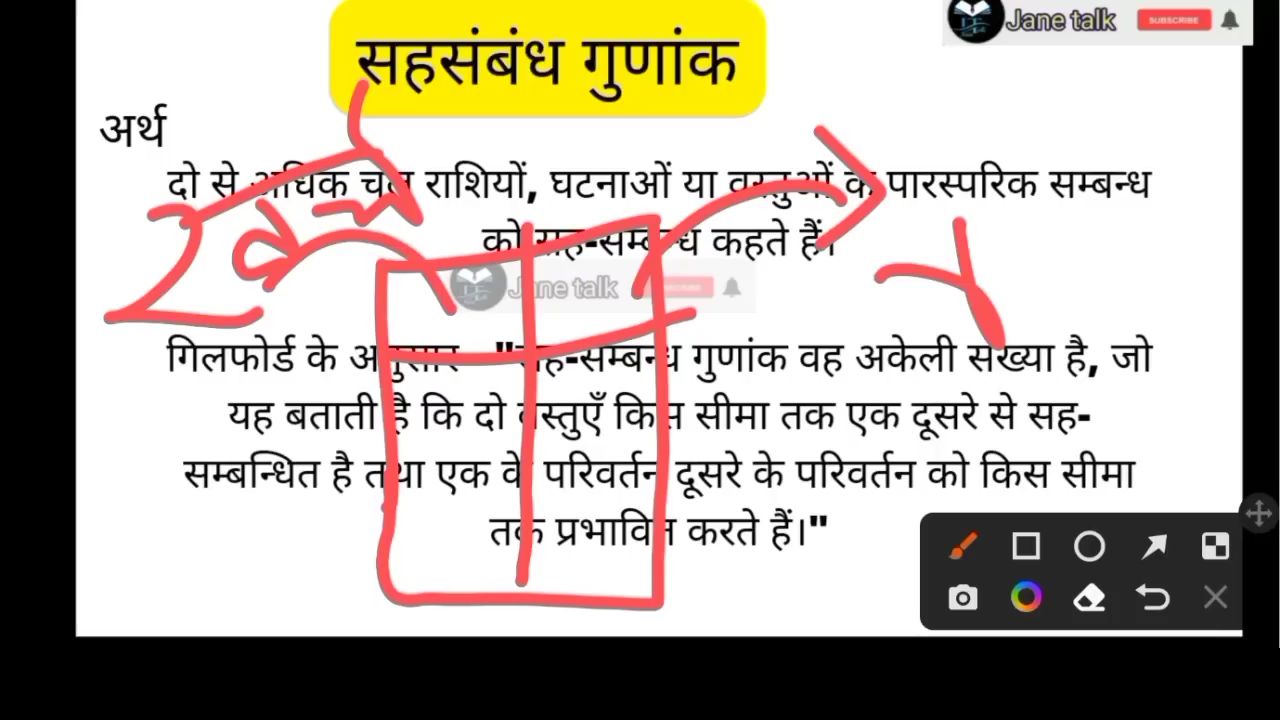 Jane talk SUBSCRIBE
सहसंबंध गुणांक
अर्थ
दो से अधिक चल राशियों, घटनाओं या वस्तुओं के पारस्परिक सम्बन्ध
को सह-सम्बन्ध कहते हैं।
Jane talk
गिलफोर्ड के अनुसार "सह-सम्बन्ध गुणांक वह अकेली संख्या है, जो
यह बताती है कि दो वस्तुएँ किस सीमा तक एक दूसरे से सह-
सम्बन्धित है तथा एक के परिवर्तन दूसरे के परिवर्तन को किस सीमा
तक प्रभावित करते हैं।"